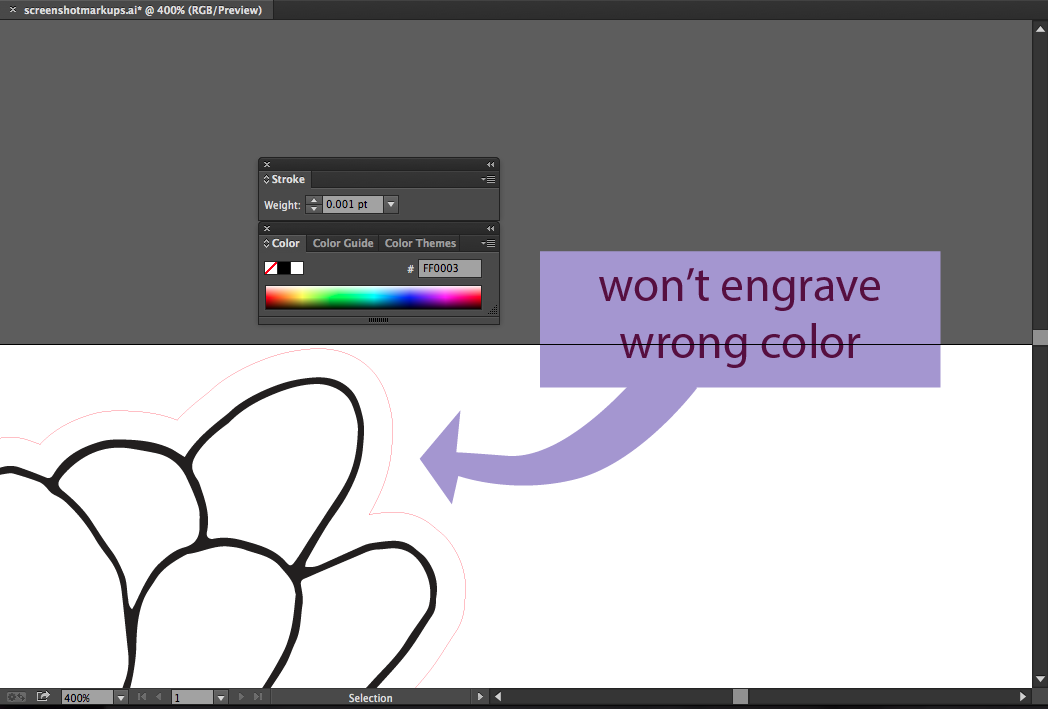 × screenshotmarkups.ai* @ 400% (RGB/Preview)
Stroke
Weight: 0.001 pt
Color Color Guide Color Themes
# FF0003
won’t engrave
wrong color
400% 1 Selection